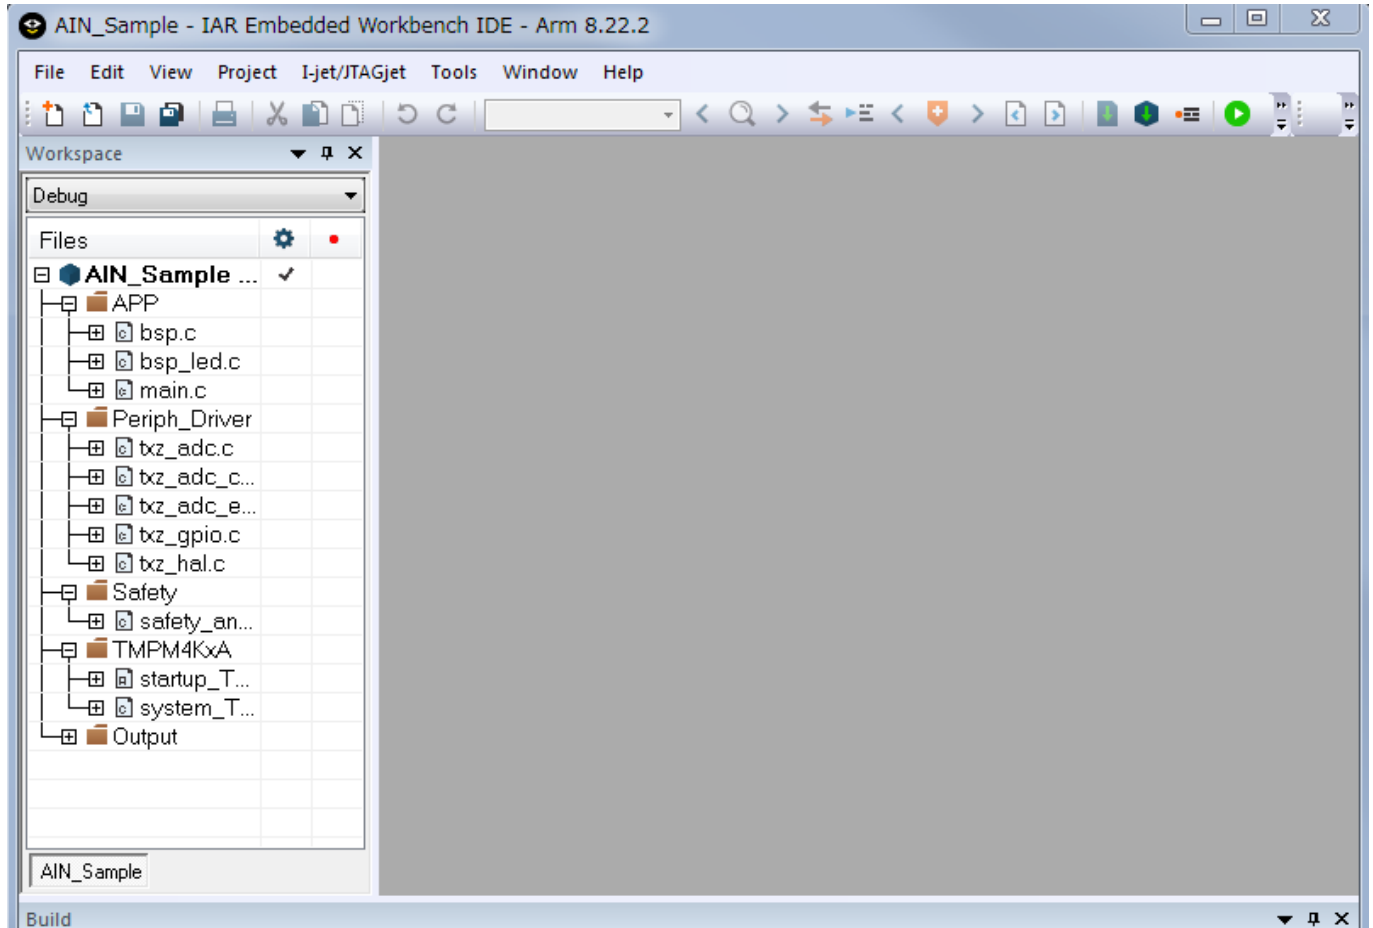 AIN_Sample - IAR Embedded Workbench IDE - Arm 8.22.2
File Edit View Project I-jet/JTAGjet Tools Window Help
Workspace
Debug
Files
AIN_Sample ...
APP
bsp.c
bsp_led.c
main.c
Periph_Driver
txz_adc.c
txz_adc_c...
txz_adc_e...
txz_gpio.c
txz_hal.c
Safety
safety_an...
TMPM4KxA
startup_T...
system_T...
Output
AIN_Sample
Build